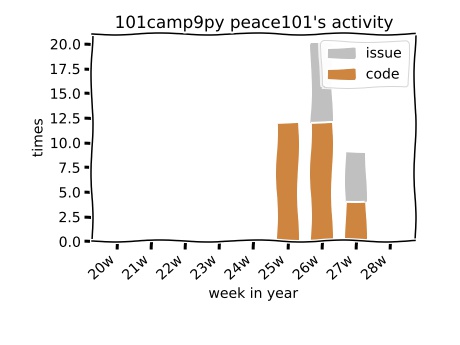 101camp9py peace101's activity
issue
code
times
20.0
17.5
15.0
12.5
10.0
7.5
5.0
2.5
0.0
20w 21w 22w 23w 24w 25w 26w 27w 28w
week in year